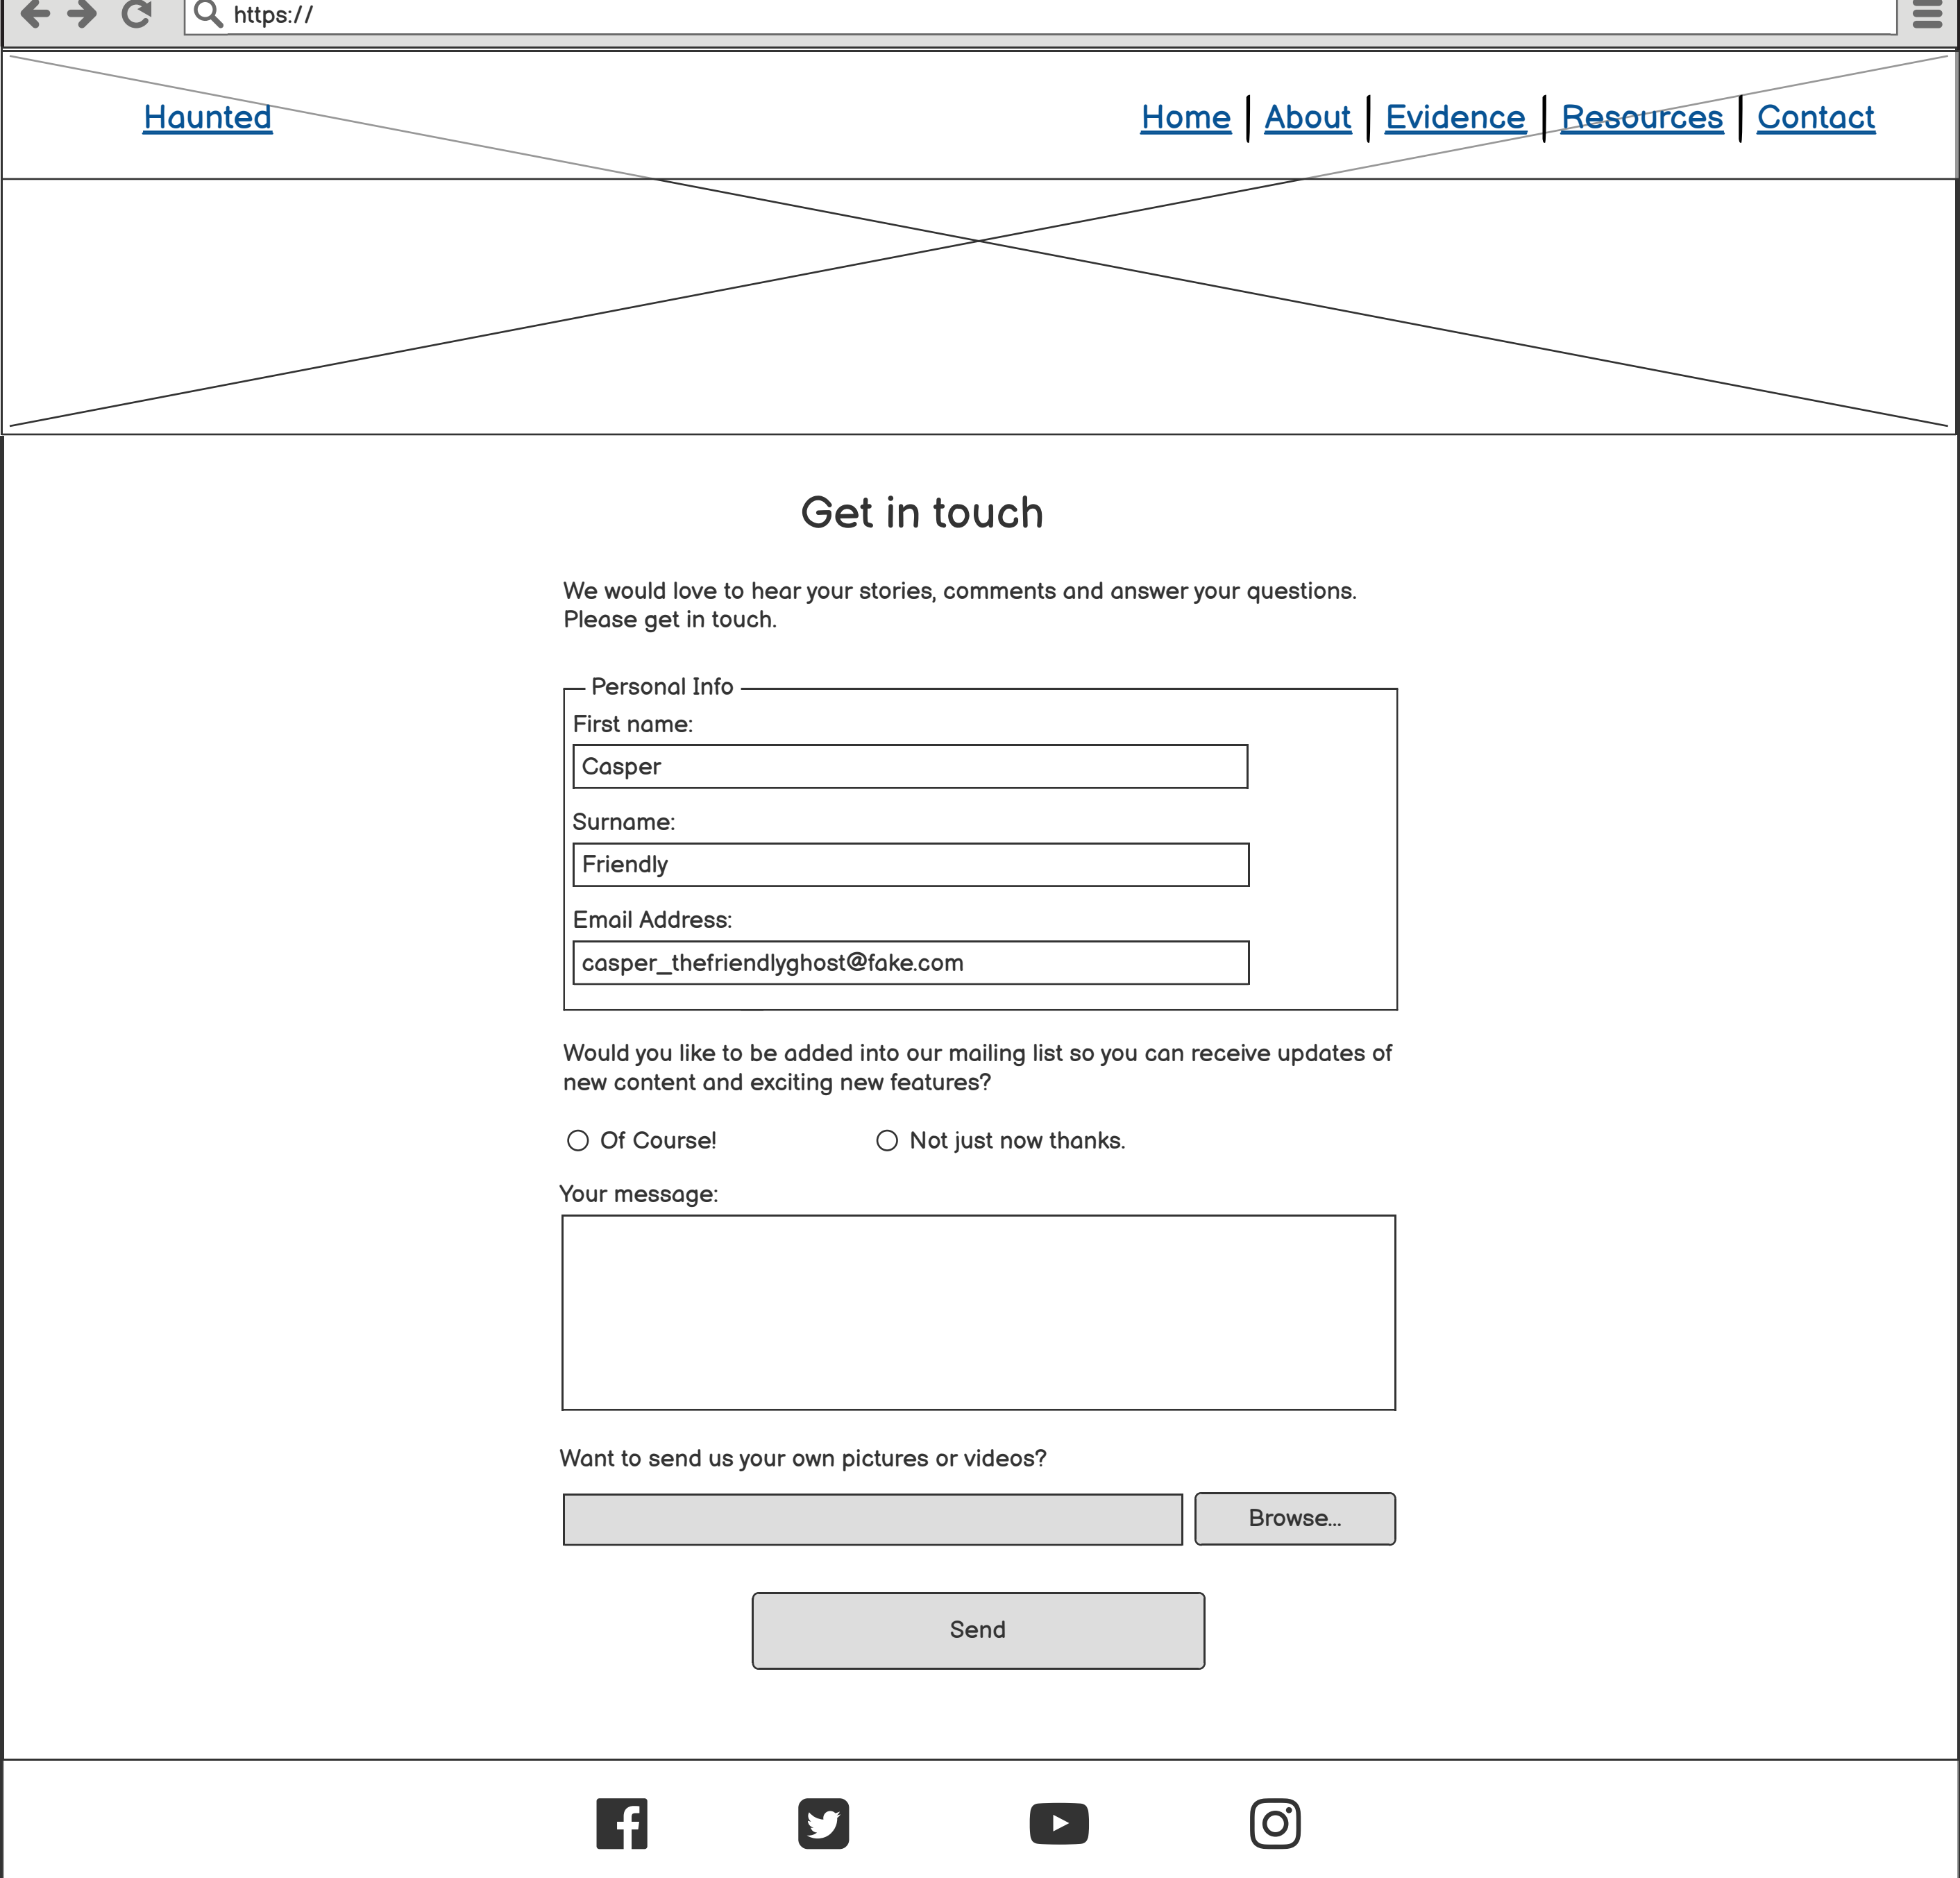 https://
Haunted
Home | About | Evidence | Resources | Contact
Get in touch
We would love to hear your stories, comments and answer your questions.
Please get in touch.
Personal Info
First name:
Casper
Surname:
Friendly
Email Address:
casper_thefriendlyghost@fake.com
Would you like to be added into our mailing list so you can receive updates of
new content and exciting new features?
Of Course! Not just now thanks.
Your message:
Want to send us your own pictures or videos?
Browse...
Send